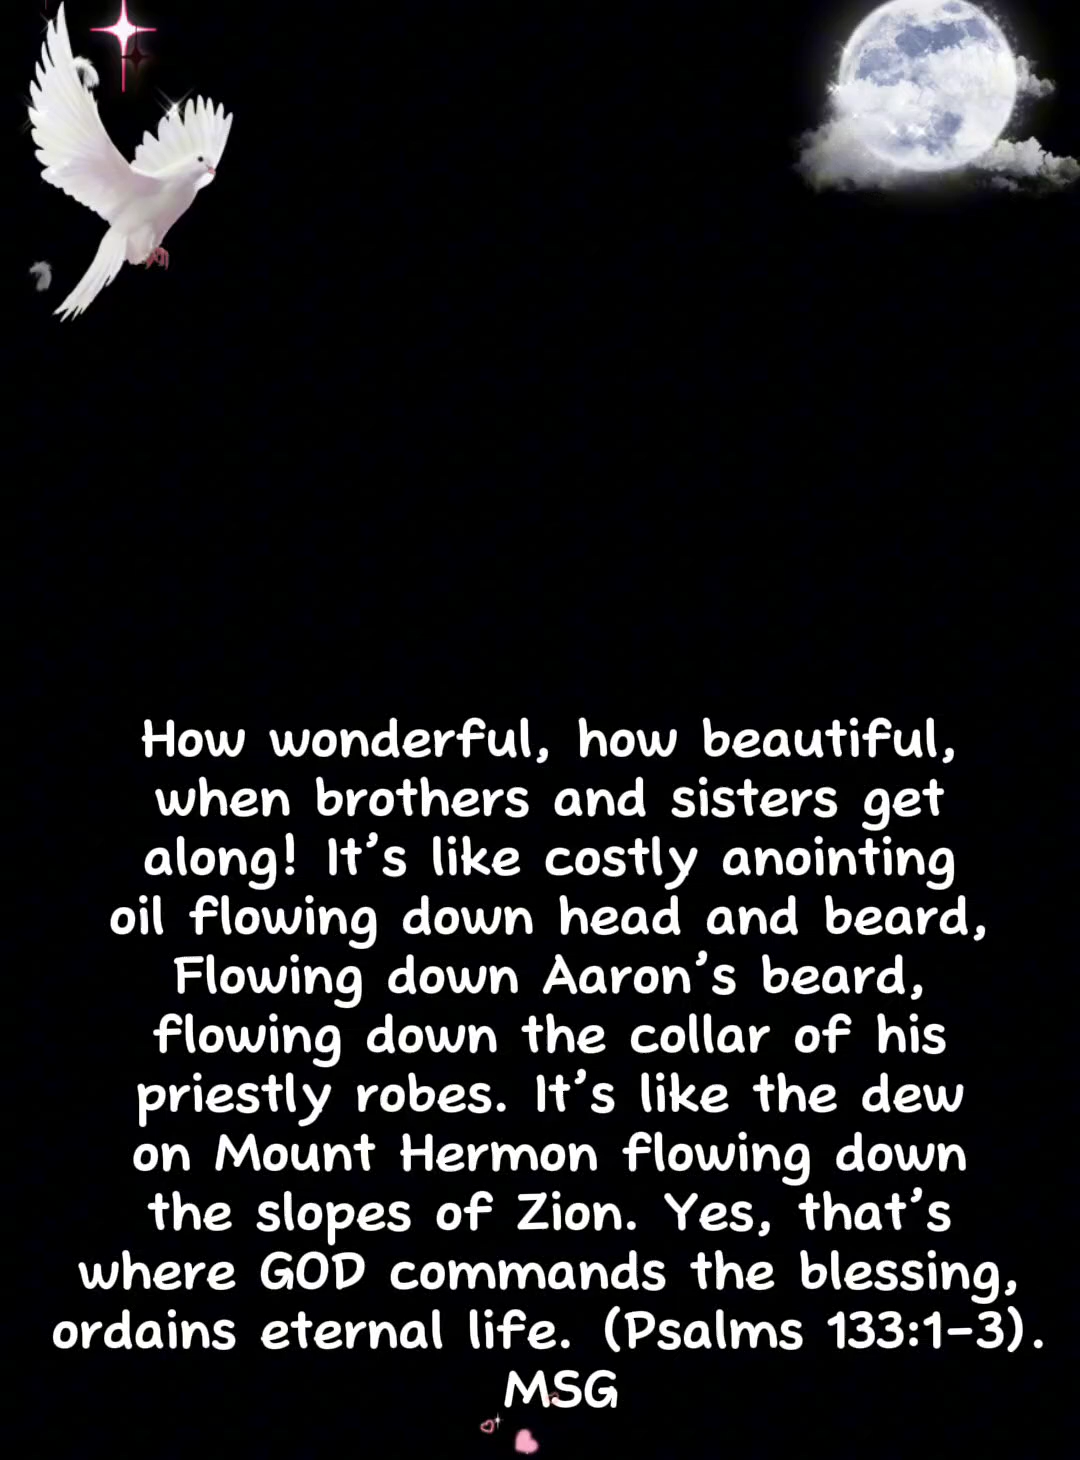 How wonderful, how beautiful,
when brothers and sisters get
along! It’s like costly anointing
oil flowing down head and beard,
Flowing down Aaron’s beard,
flowing down the collar of his
priestly robes. It’s like the dew
on Mount Hermon flowing down
the slopes of Zion. Yes, that’s
where GOD commands the blessing,
ordains eternal life. (Psalms 133:1-3).
MSG